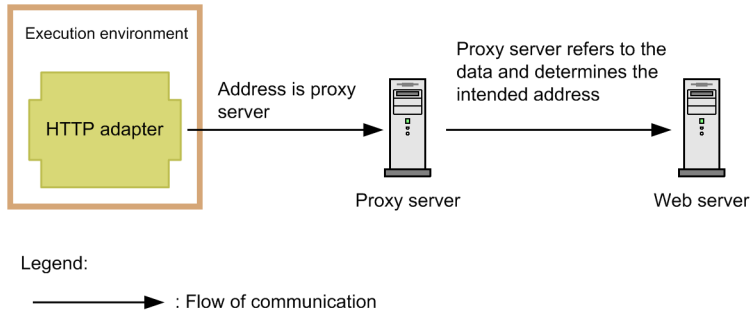 Execution environment
HTTP adapter
Address is proxy
server
Proxy server refers to the
data and determines the
intended address
Proxy server
Web server
Legend:
: Flow of communication